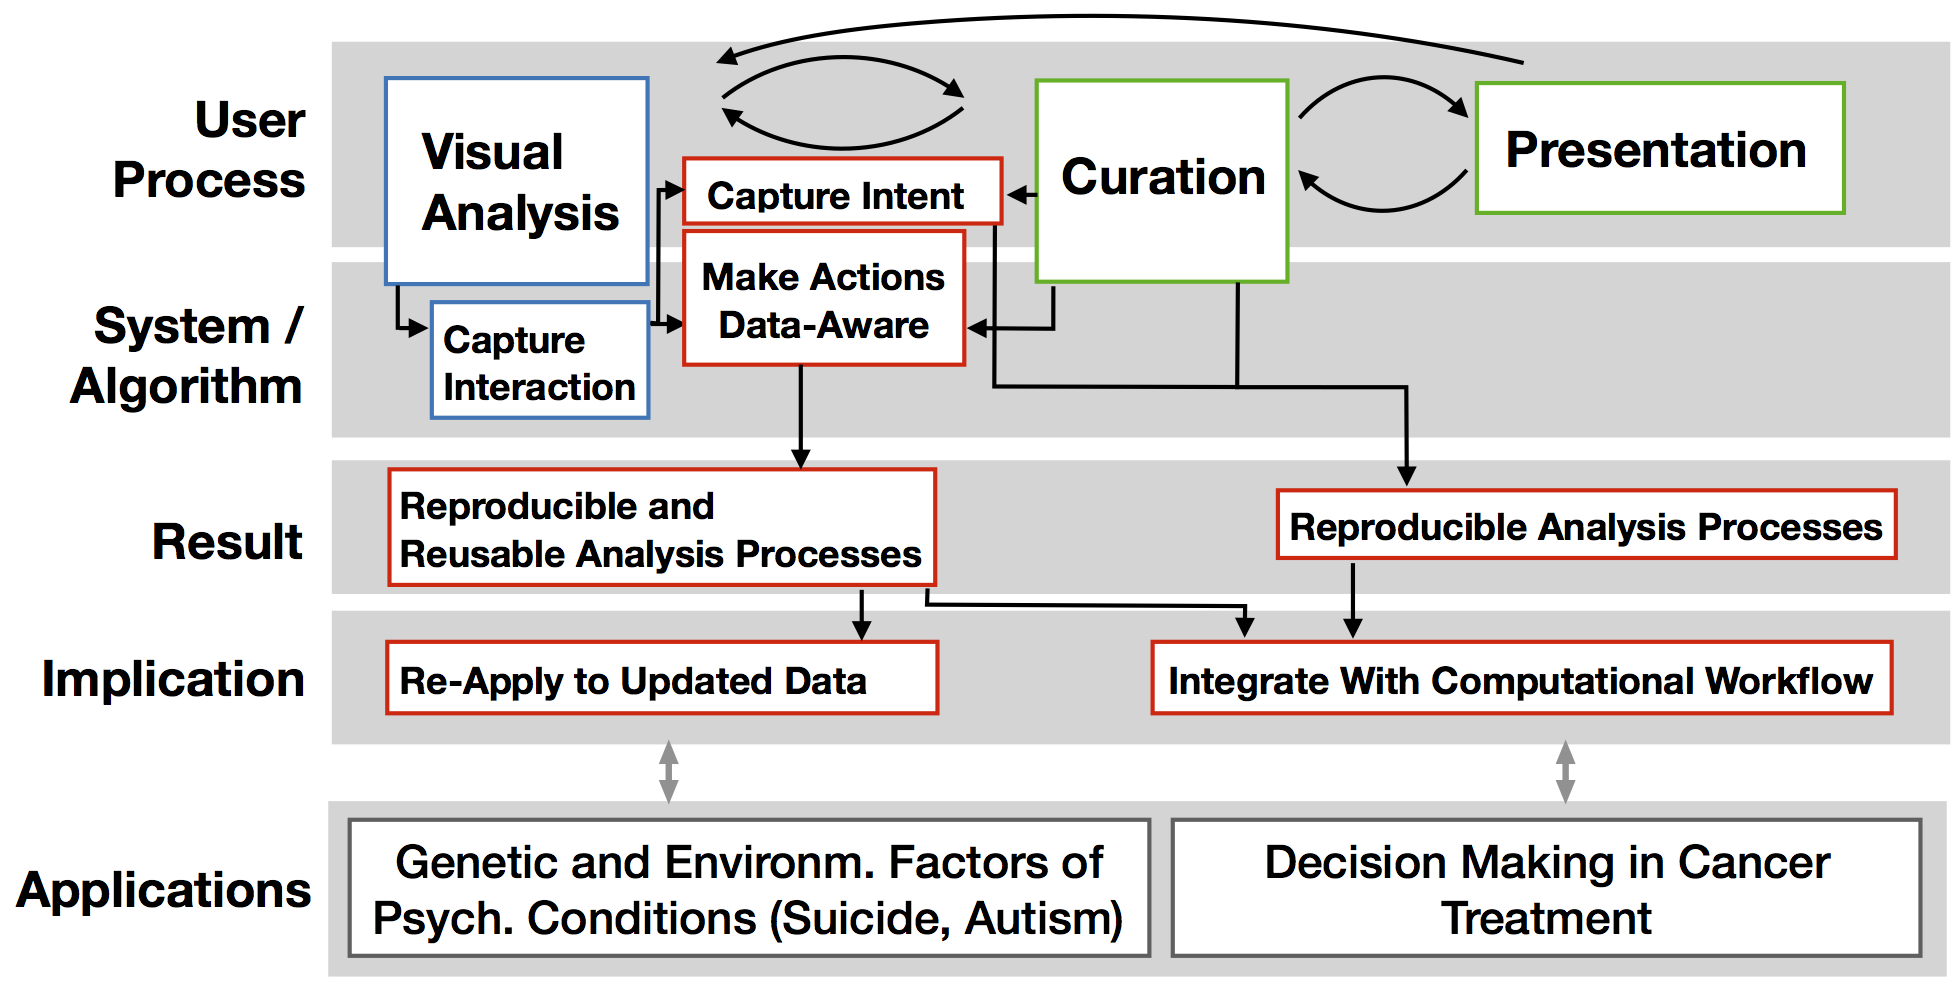 User
Process
Visual
Analysis
Capture Intent
Curation
Presentation
System /
Algorithm
Capture
Interaction
Make Actions
Data-Aware
Result
Reproducible and
Reusable Analysis Processes
Reproducible Analysis Processes
Implication
Re-Apply to Updated Data
Integrate With Computational Workflow
Applications
Genetic and Environm. Factors of
Psych. Conditions (Suicide, Autism)
Decision Making in Cancer
Treatment